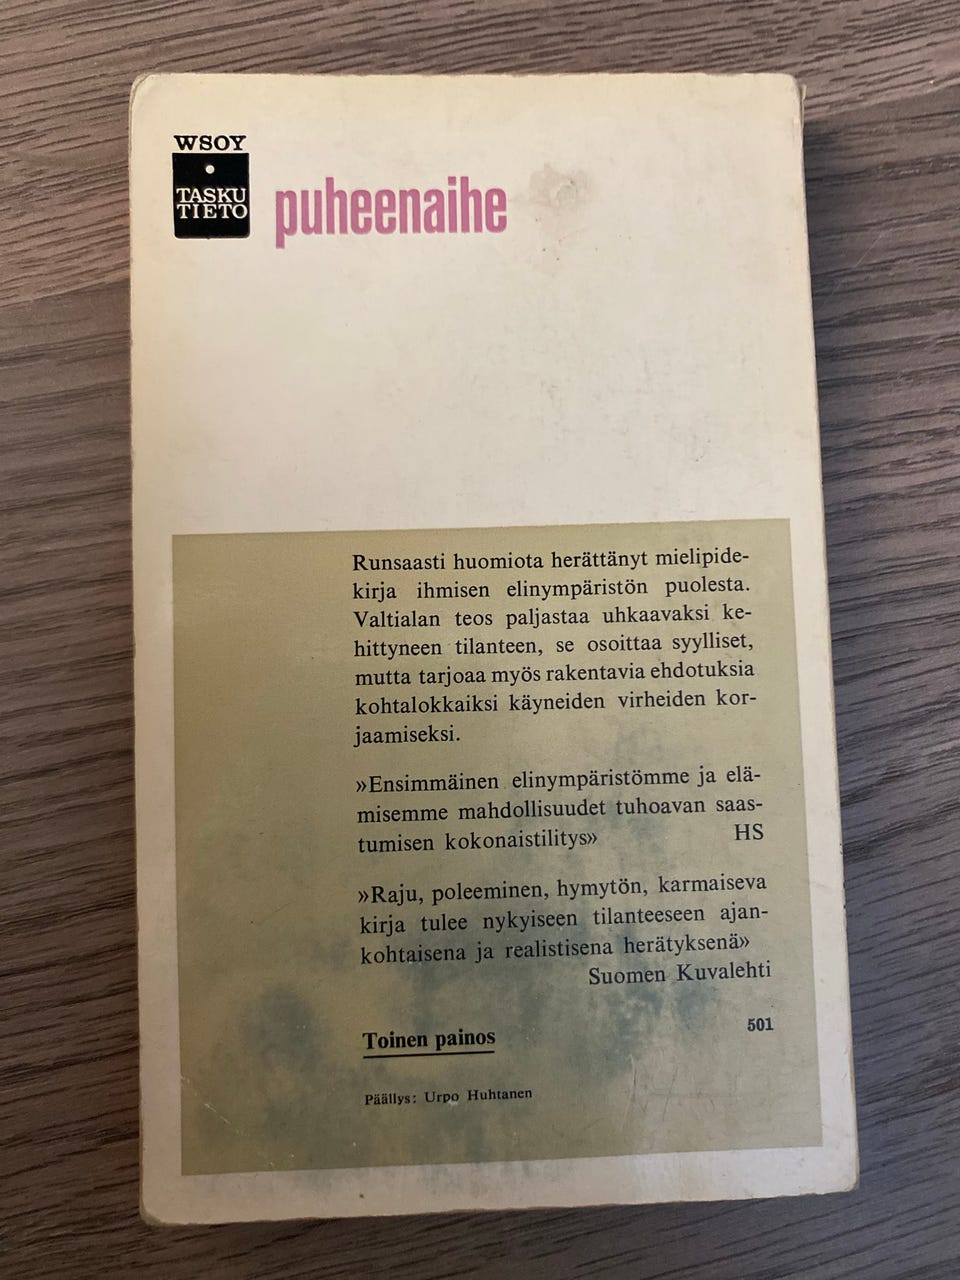 WSOY
TASKU
TIETO
puheenaihe
Runsaasti huomiota herättänyt mielipide-
kirja ihmisen elinympäristön puolesta.
Valtialan teos paljastaa uhkaavaksi ke-
hittyneen tilanteen, se osoittaa syylliset,
mutta tarjoaa myös rakentavia ehdotuksia
kohtalokkaiksi käyneiden virheiden kor-
jaamiseksi.
»Ensimmäinen elinympäristömme ja elä-
misemme mahdollisuudet tuhoavan saas-
tumisen kokonaistilitys» HS
»Raju, poleeminen, hymytön, karmaiseva
kirja tulee nykyiseen tilanteeseen ajan-
kohtaisena ja realistisena herätyksenä»
Suomen Kuvalehti
Toinen painos 501
Päällys: Urpo Huhtanen